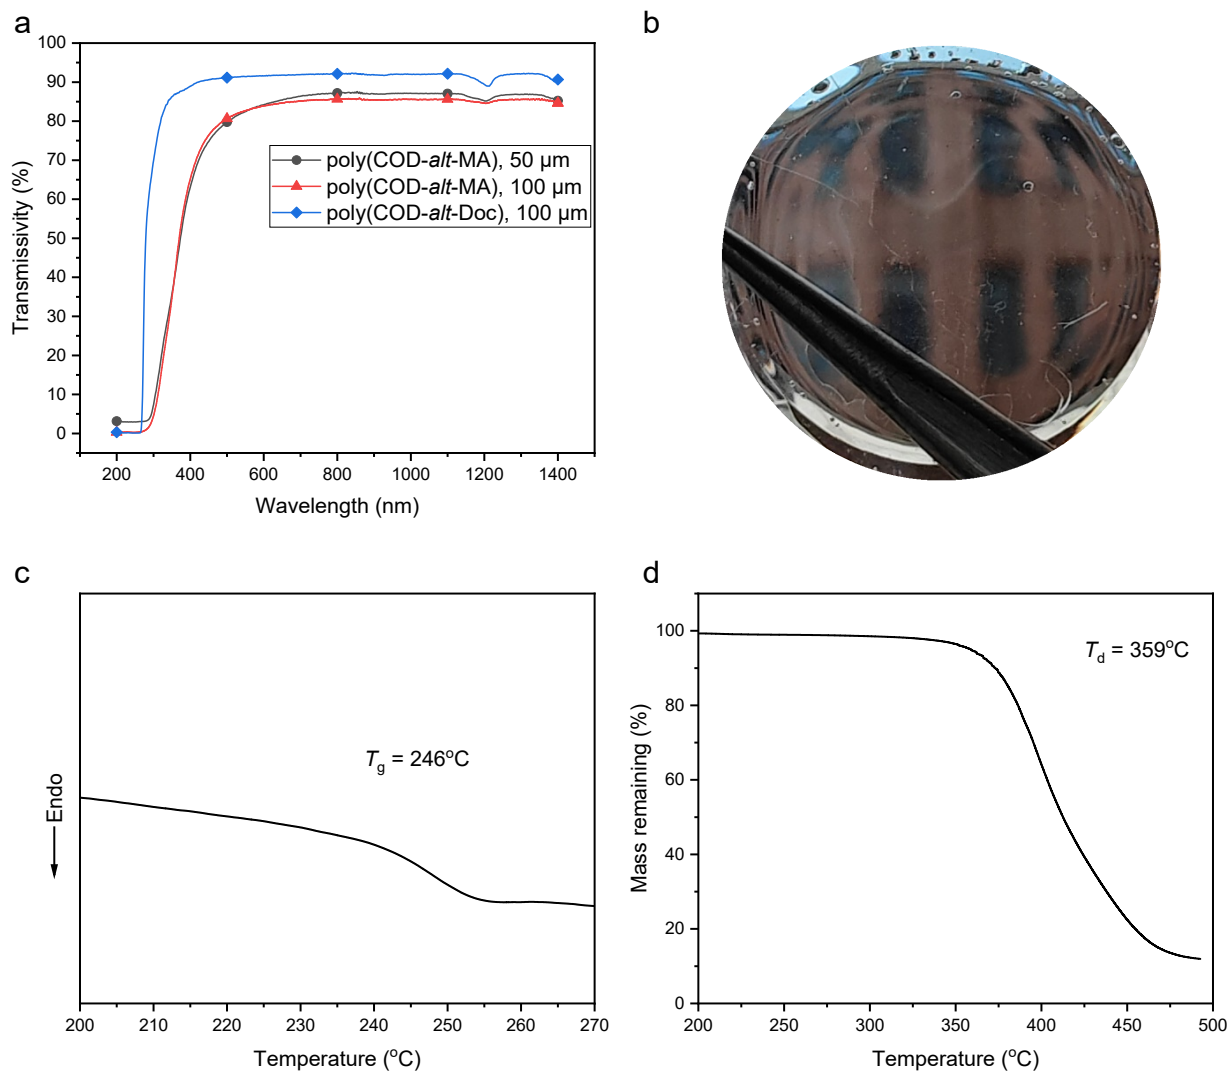 a
b
100
90
80
70
60
50
40
30
20
10
0
Transmissivity (%)
poly(COD-alt-MA), 50 μm
poly(COD-alt-MA), 100 μm
poly(COD-alt-Doc), 100 μm
200 400 600 800 1000 1200 1400
Wavelength (nm)
c
d
Endo
Tg = 246°C
200 210 220 230 240 250 260 270
Temperature (°C)
100
80
60
40
20
0
Mass remaining (%)
Td = 359°C
200 250 300 350 400 450 500
Temperature (°C)